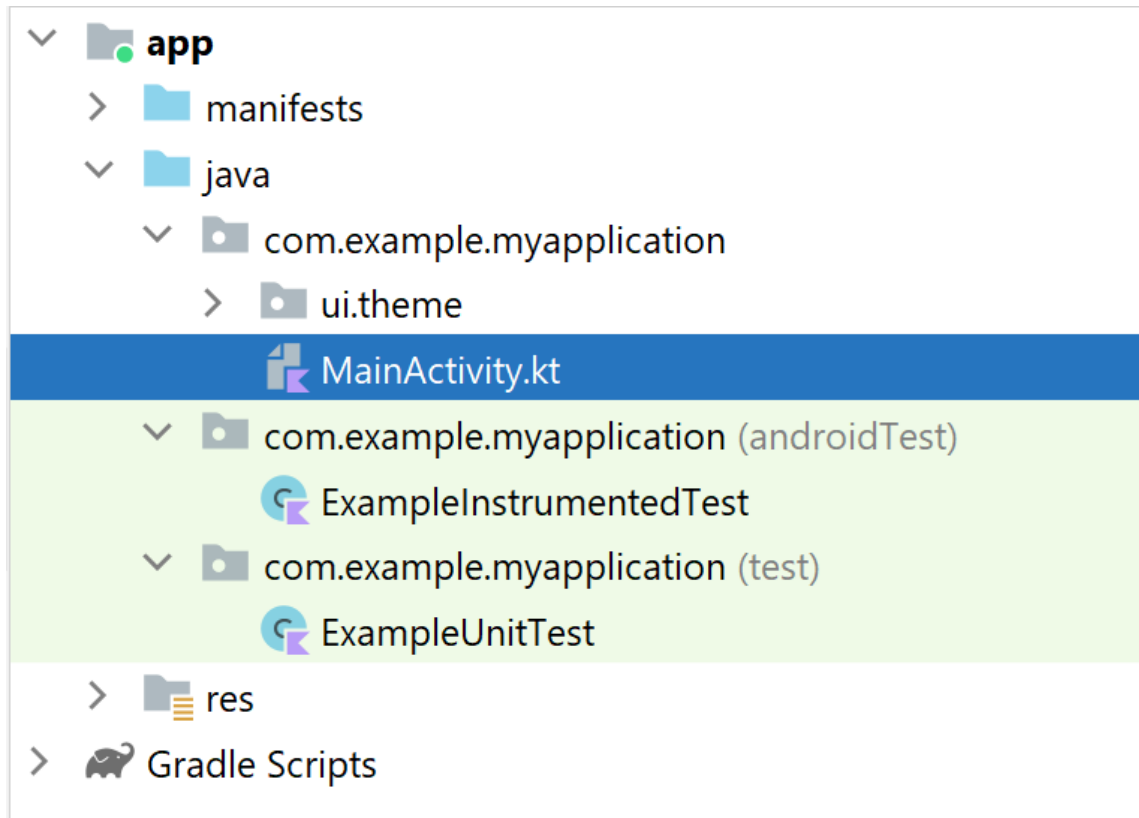 app
manifests
java
com.example.myapplication
ui.theme
MainActivity.kt
com.example.myapplication (androidTest)
ExampleInstrumentedTest
com.example.myapplication (test)
ExampleUnitTest
res
Gradle Scripts